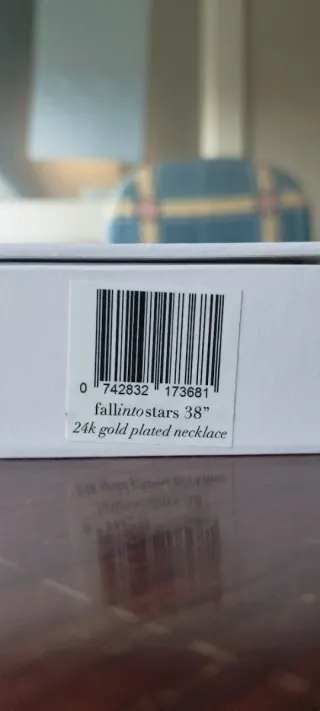 0 742832 173681
fallintostars 38”
24k gold plated necklace